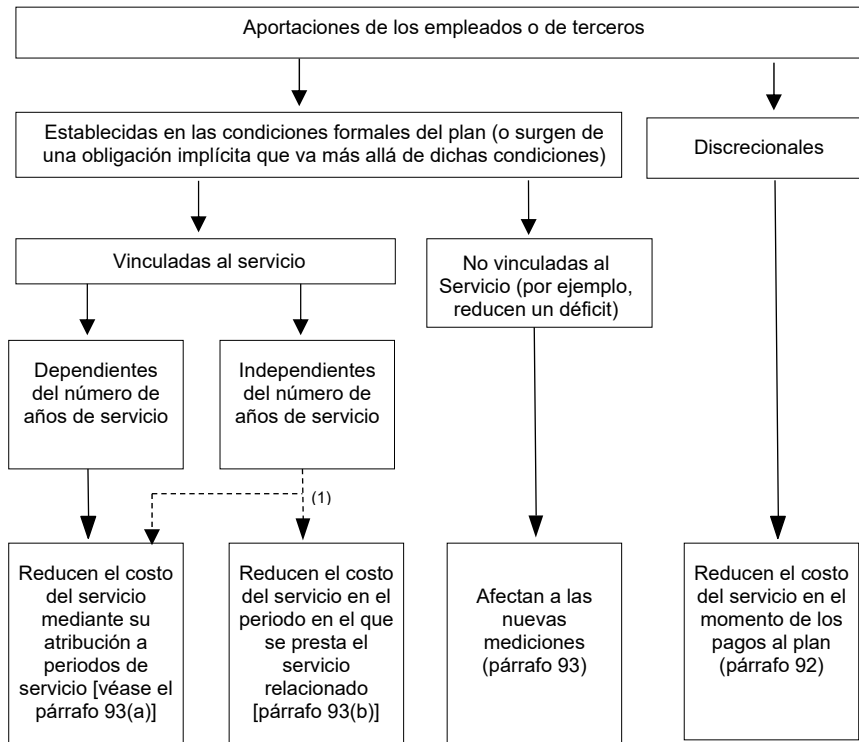 Aportaciones de los empleados o de terceros
Establecidas en las condiciones formales del plan (o surgen de
una obligación implícita que va más allá de dichas condiciones)
Discrecionales
Vinculadas al servicio
No vinculadas al
Servicio (por ejemplo,
reducen un déficit)
Dependientes
del número de
años de servicio
Independientes
del número de
años de servicio
(1)
Reducen el costo
del servicio
mediante su
atribución a
periodos de
servicio [véase el
párrafo 93(a)]
Reducen el costo
del servicio en el
periodo en el que
se presta el
servicio
relacionado
[párrafo 93(b)]
Afectan a las
nuevas
mediciones
(párrafo 93)
Reducen el costo
del servicio en el
momento de los
pagos al plan
(párrafo 92)